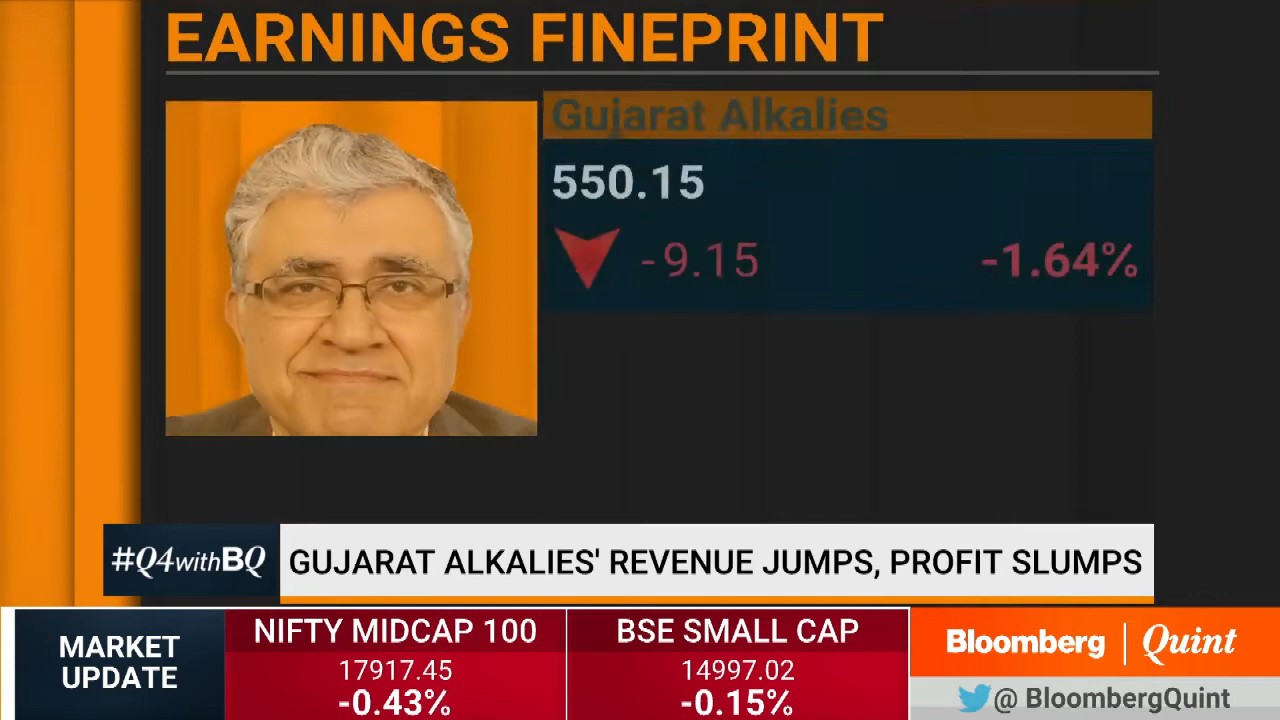 EARNINGS FINEPRINT
Gujarat Alkalies
550.15
-9.15 -1.64%
#Q4withBQ GUJARAT ALKALIES' REVENUE JUMPS, PROFIT SLUMPS
MARKET UPDATE
NIFTY MIDCAP 100
17917.45
-0.43%
BSE SMALL CAP
14997.02
-0.15%
Bloomberg | Quint
@ BloombergQuint